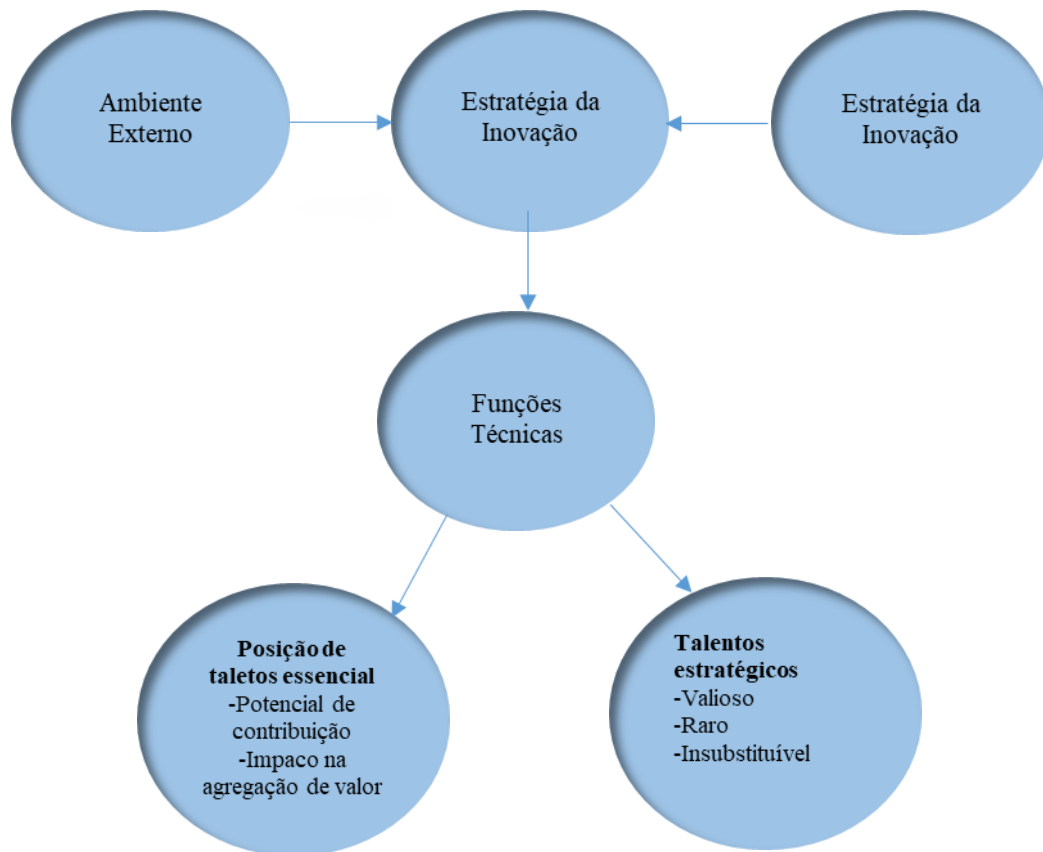 Ambiente
Externo
Estratégia da
Inovação
Estratégia da
Inovação
Funções
Técnicas
Posição de
taletos essencial
-Potencial de
contribuição
-Impaco na
agregação de valor
Talentos
estratégicos
-Valioso
-Raro
-Insubstituível